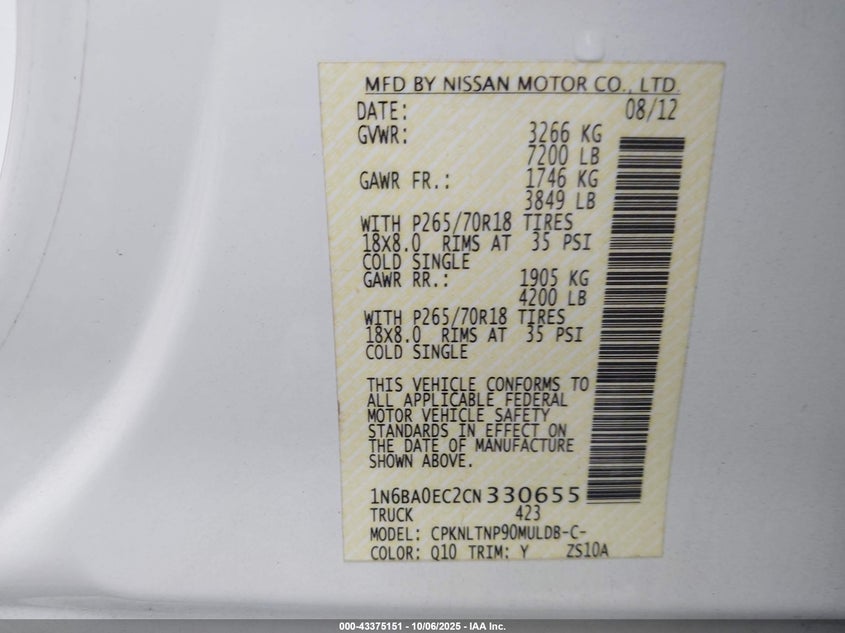 MFD BY NISSAN MOTOR CO., LTD.
DATE: 08/12
GVWR: 3266 KG
7200 LB
GAWR FR.: 1746 KG
3849 LB
WITH P265/70R18 TIRES
18X8.0 RIMS AT 35 PSI
COLD SINGLE
GAWR RR.: 1905 KG
4200 LB
WITH P265/70R18 TIRES
18X8.0 RIMS AT 35 PSI
COLD SINGLE
THIS VEHICLE CONFORMS TO
ALL APPLICABLE FEDERAL
MOTOR VEHICLE SAFETY
STANDARDS IN EFFECT ON
THE DATE OF MANUFACTURE
SHOWN ABOVE.
1N6BA0EC2CN330655
TRUCK 423
MODEL: CPKNLTNP90MULDB-C-
COLOR: Q10 TRIM: Y ZS10A
000-43375151 - 10/06/2025 - IAA Inc.